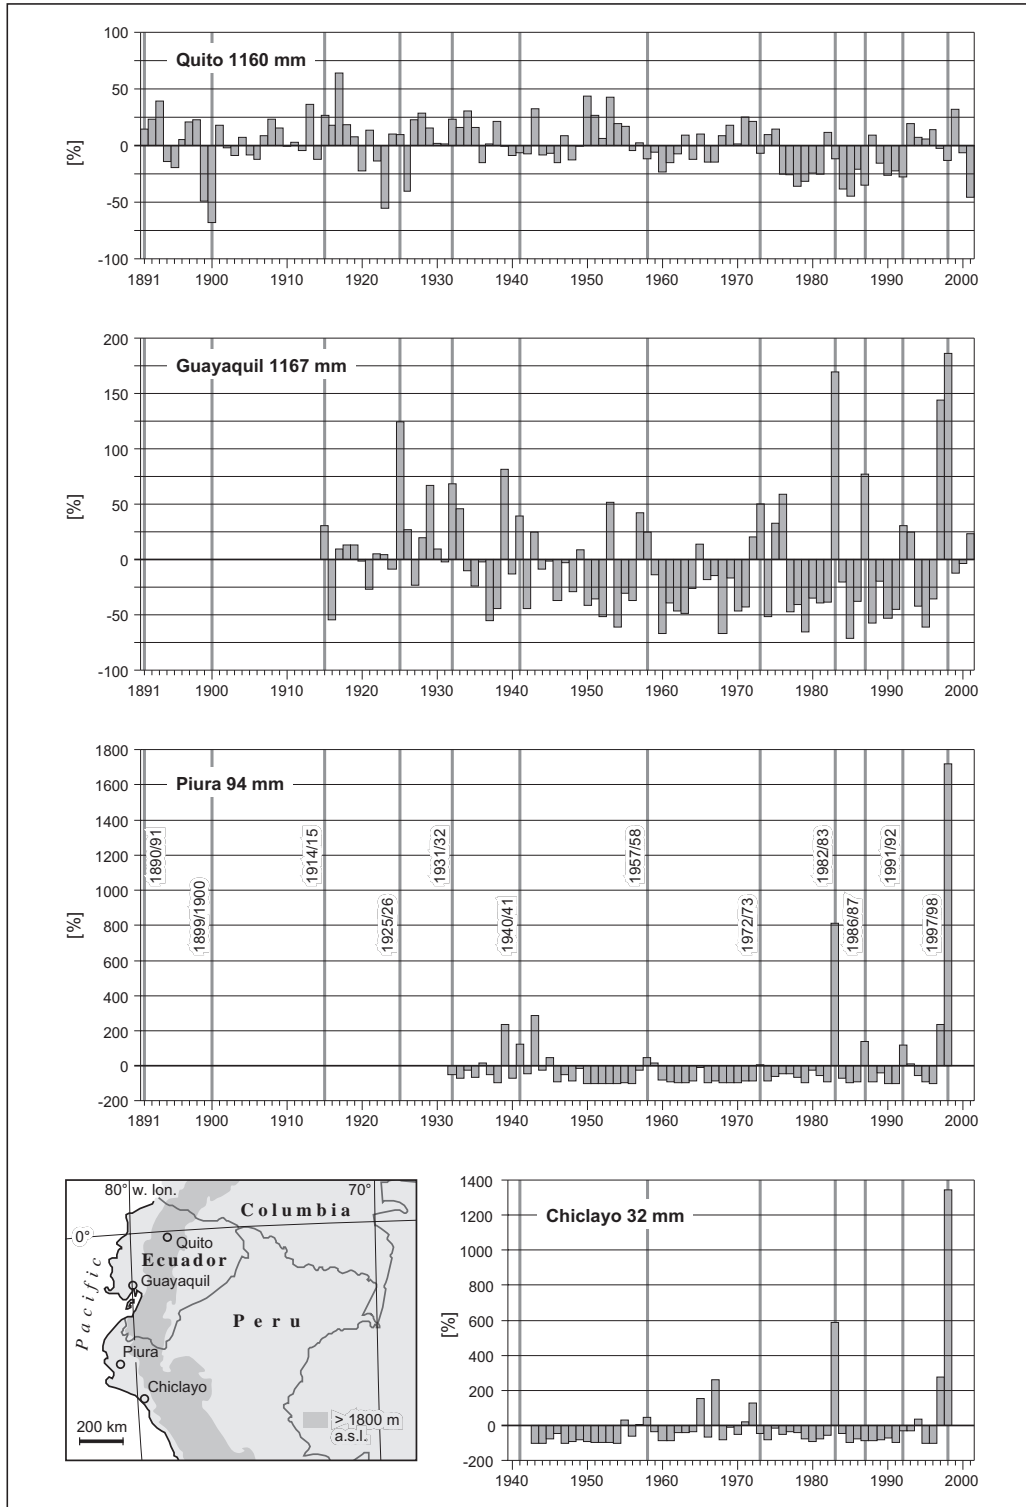 100
Quito 1160 mm
50
[%]
0
-50
-100
1891 1900 1910 1920 1930 1940 1950 1960 1970 1980 1990 2000
200
Guayaquil 1167 mm
150
100
[%]
50
0
-50
-100
1891 1900 1910 1920 1930 1940 1950 1960 1970 1980 1990 2000
1800
Piura 94 mm
1600
1400
1200
1000
[%]
800
600
400
200
0
-200
1890/91
1899/1900
1914/15
1925/26
1931/32
1940/41
1957/58
1972/73
1982/83
1986/87
1991/92
1997/98
1891 1900 1910 1920 1930 1940 1950 1960 1970 1980 1990 2000
80° w. lon. 70°
Columbia
0°
Quito
Ecuador
Guayaquil
Pacific
Peru
Piura
Chiclayo
200 km
> 1800 m
a.s.l.
1400
Chiclayo 32 mm
1200
1000
800
[%]
600
400
200
0
-200
1940 1950 1960 1970 1980 1990 2000